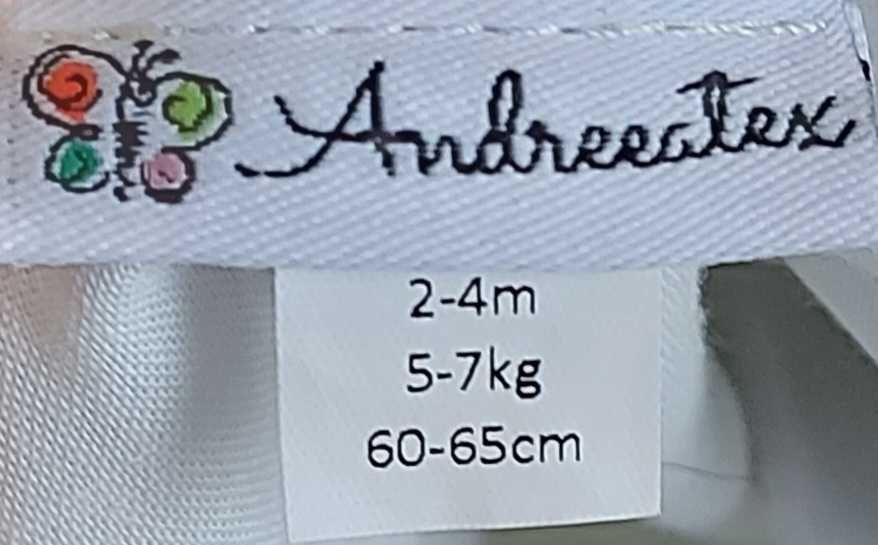 Andreeatex
2-4m
5-7kg
60-65cm